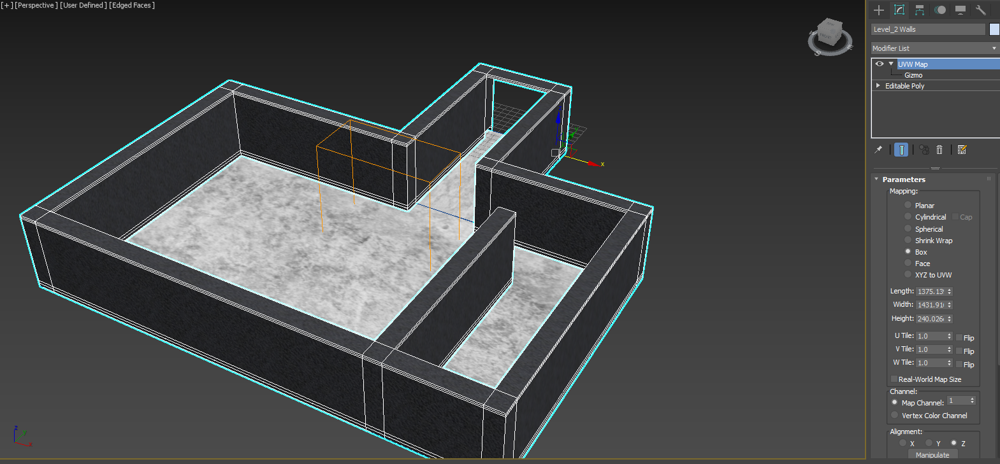 [+] [Perspective ] [User Defined ] [Edged Faces ]
Level_2 Walls
Modifier List
UVW Map
Gizmo
Editable Poly
x
Parameters
Mapping:
Planar
Cylindrical Cap
Spherical
Shrink Wrap
Box
Face
XYZ to UVW
Length: 1375.13
Width: 1431.91
Height: 240.026
U Tile: 1.0 Flip
V Tile: 1.0 Flip
W Tile: 1.0 Flip
Real-World Map Size
Channel:
Map Channel: 1
Vertex Color Channel
Alignment:
X Y Z
Manipulate
z
y
x